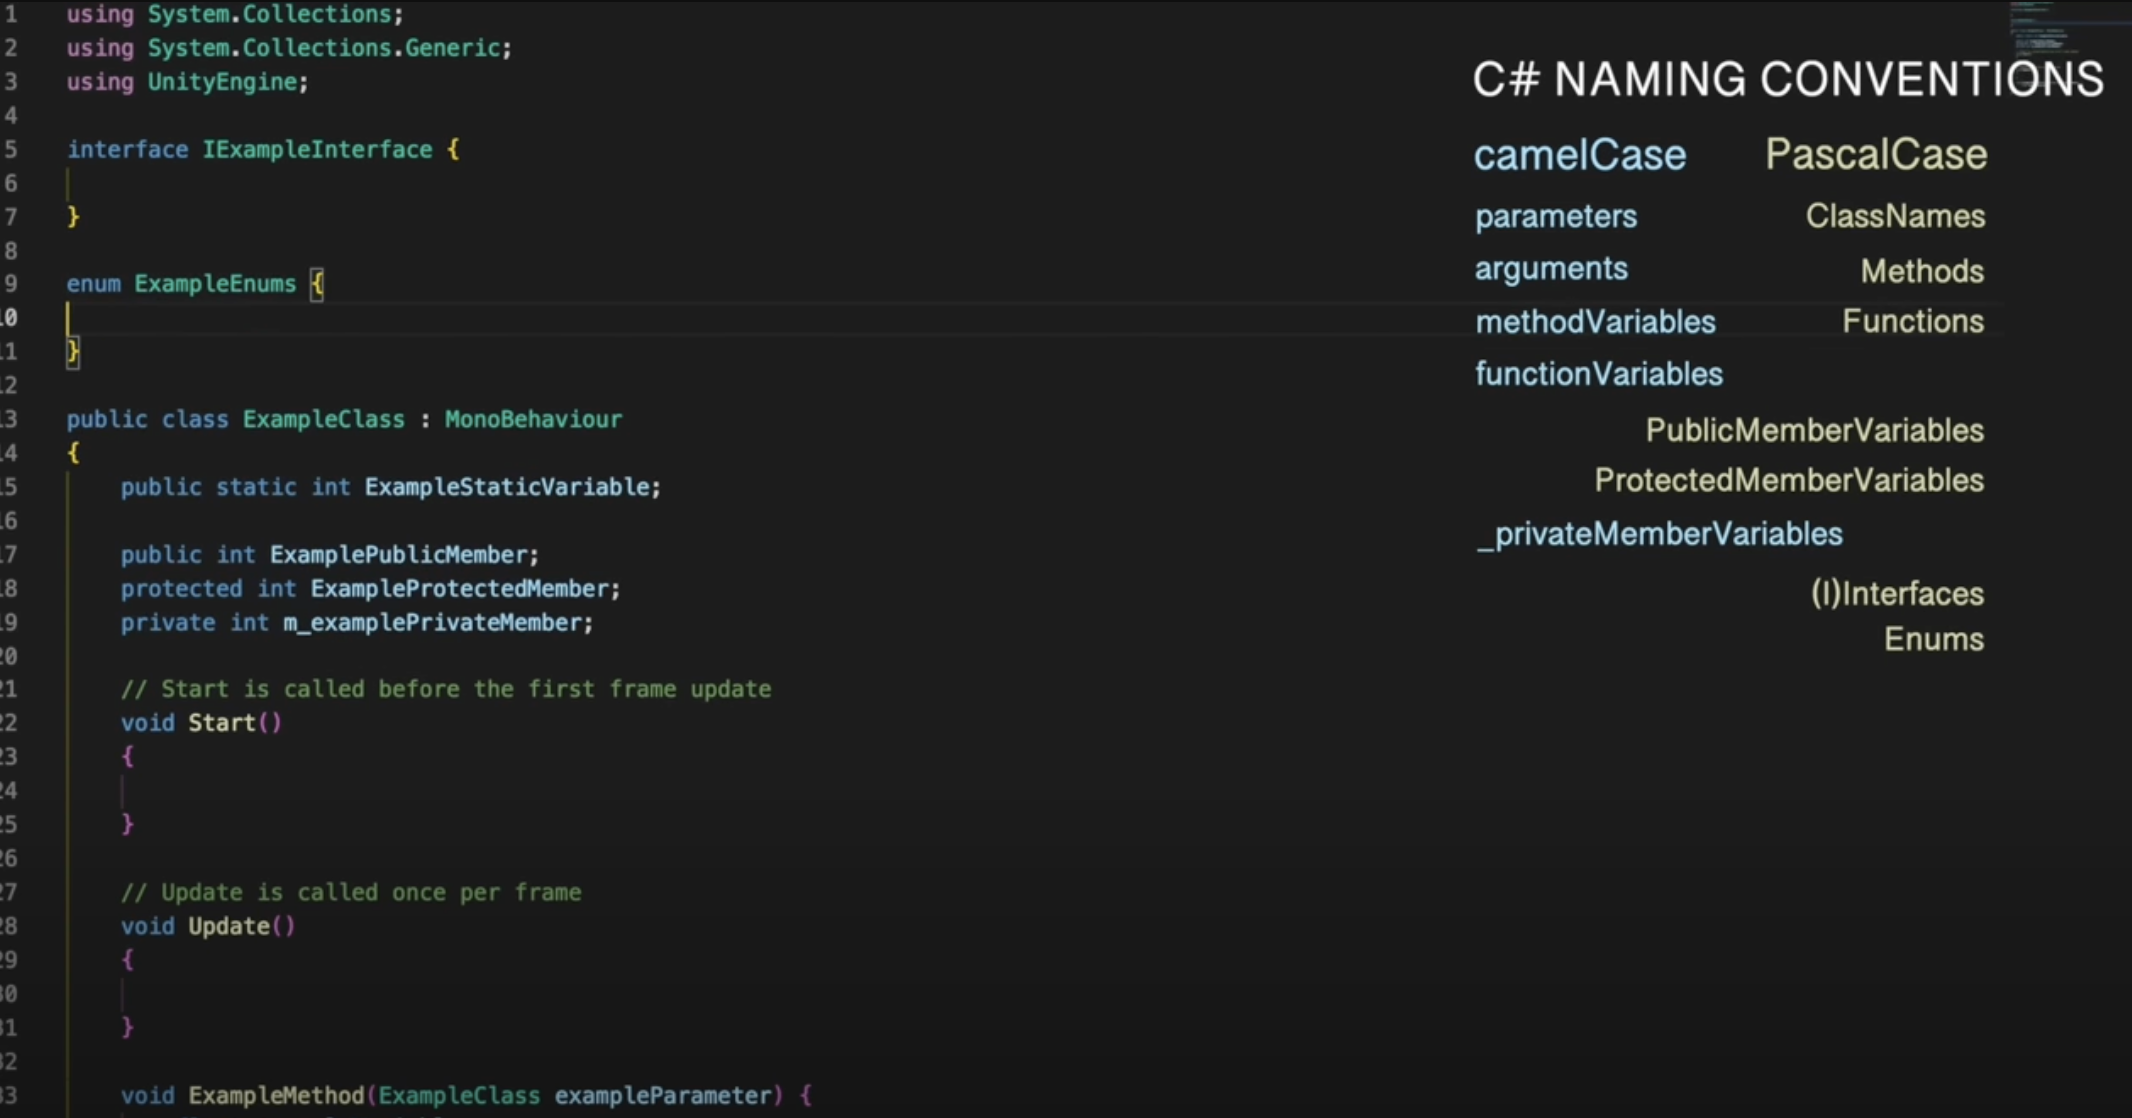 1 using System.Collections;
2 using System.Collections.Generic;
3 using UnityEngine;
4
5 interface IExampleInterface {
6
7 }
8
9 enum ExampleEnums {
10
11 }
12
13 public class ExampleClass : MonoBehaviour
14 {
15 public static int ExampleStaticVariable;
16
17 public int ExamplePublicMember;
18 protected int ExampleProtectedMember;
19 private int m_examplePrivateMember;
20
21 // Start is called before the first frame update
22 void Start()
23 {
24
25 }
26
27 // Update is called once per frame
28 void Update()
29 {
30
31 }
32
33 void ExampleMethod(ExampleClass exampleParameter) {
C# NAMING CONVENTIONS
camelCase PascalCase
parameters ClassNames
arguments Methods
methodVariables Functions
functionVariables
PublicMemberVariables
ProtectedMemberVariables
_privateMemberVariables
(I)Interfaces
Enums